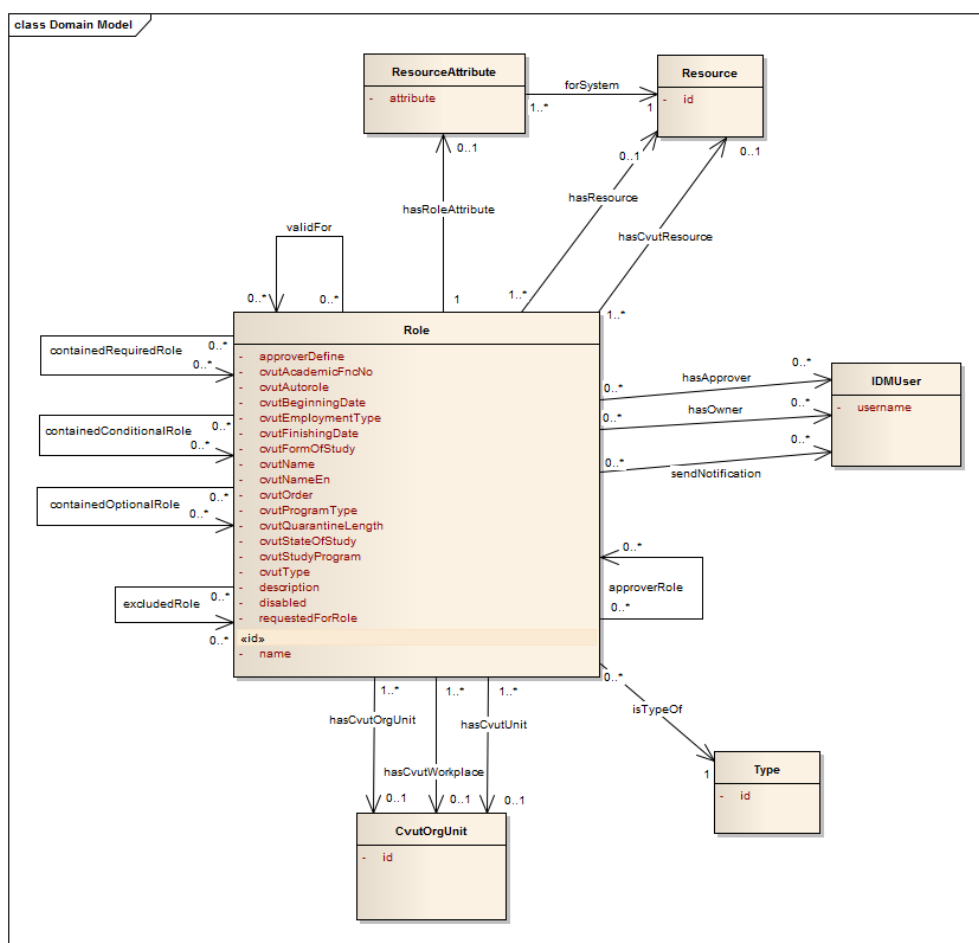 class Domain Model
ResourceAttribute
- attribute
forSystem
1..*
1
Resource
- id
0..1
0..1
0..1
hasRoleAttribute
hasResource
hasCvutResource
validFor
0..*
0..*
1
1..*
1..*
Role
- approverDefine
- cvutAcademicFncNo
- cvutAutorole
- cvutBeginningDate
- cvutEmploymentType
- cvutFinishingDate
- cvutFormOfStudy
- cvutName
- cvutNameEn
- cvutOrder
- cvutProgramType
- cvutQuarantineLength
- cvutStateOfStudy
- cvutStudyProgram
- cvutType
- description
- disabled
- requestedForRole
«id»
- name
containedRequiredRole
0..*
0..*
containedConditionalRole
0..*
0..*
containedOptionalRole
0..*
0..*
excludedRole
0..*
0..*
hasApprover
0..*
0..*
hasOwner
0..*
0..*
sendNotification
0..*
0..*
IDMUser
- username
0..*
approverRole
0..*
0..*
isTypeOf
1
Type
- id
1..*
1..*
1..*
hasCvutOrgUnit
hasCvutUnit
hasCvutWorkplace
0..1
0..1
0..1
CvutOrgUnit
- id